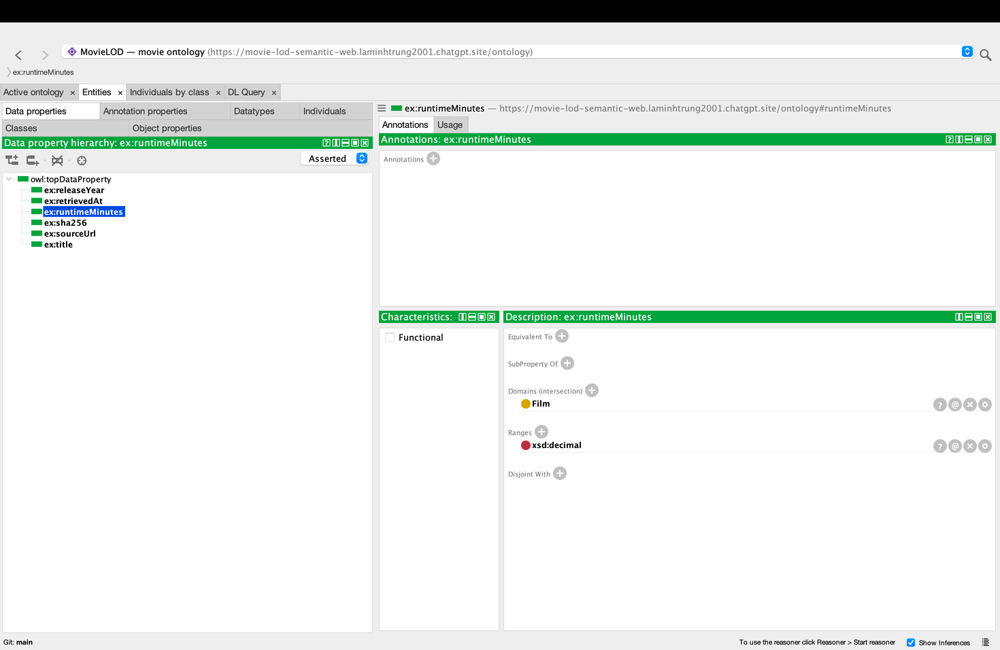 MovieLOD — movie ontology (https://movie-lod-semantic-web.laminhtrung2001.chatgpt.site/ontology)
ex:runtimeMinutes
Active ontology × Entities × Individuals by class × DL Query ×
Data properties Annotation properties Datatypes Individuals
Classes Object properties
Data property hierarchy: ex:runtimeMinutes
Asserted
owl:topDataProperty
ex:releaseYear
ex:retrievedAt
ex:runtimeMinutes
ex:sha256
ex:sourceUrl
ex:title
ex:runtimeMinutes — https://movie-lod-semantic-web.laminhtrung2001.chatgpt.site/ontology#runtimeMinutes
Annotations Usage
Annotations: ex:runtimeMinutes
Annotations
Characteristics:
Functional
Description: ex:runtimeMinutes
Equivalent To
SubProperty Of
Domains (intersection)
Film
Ranges
xsd:decimal
Disjoint With
Git: main
To use the reasoner click Reasoner > Start reasoner Show Inferences